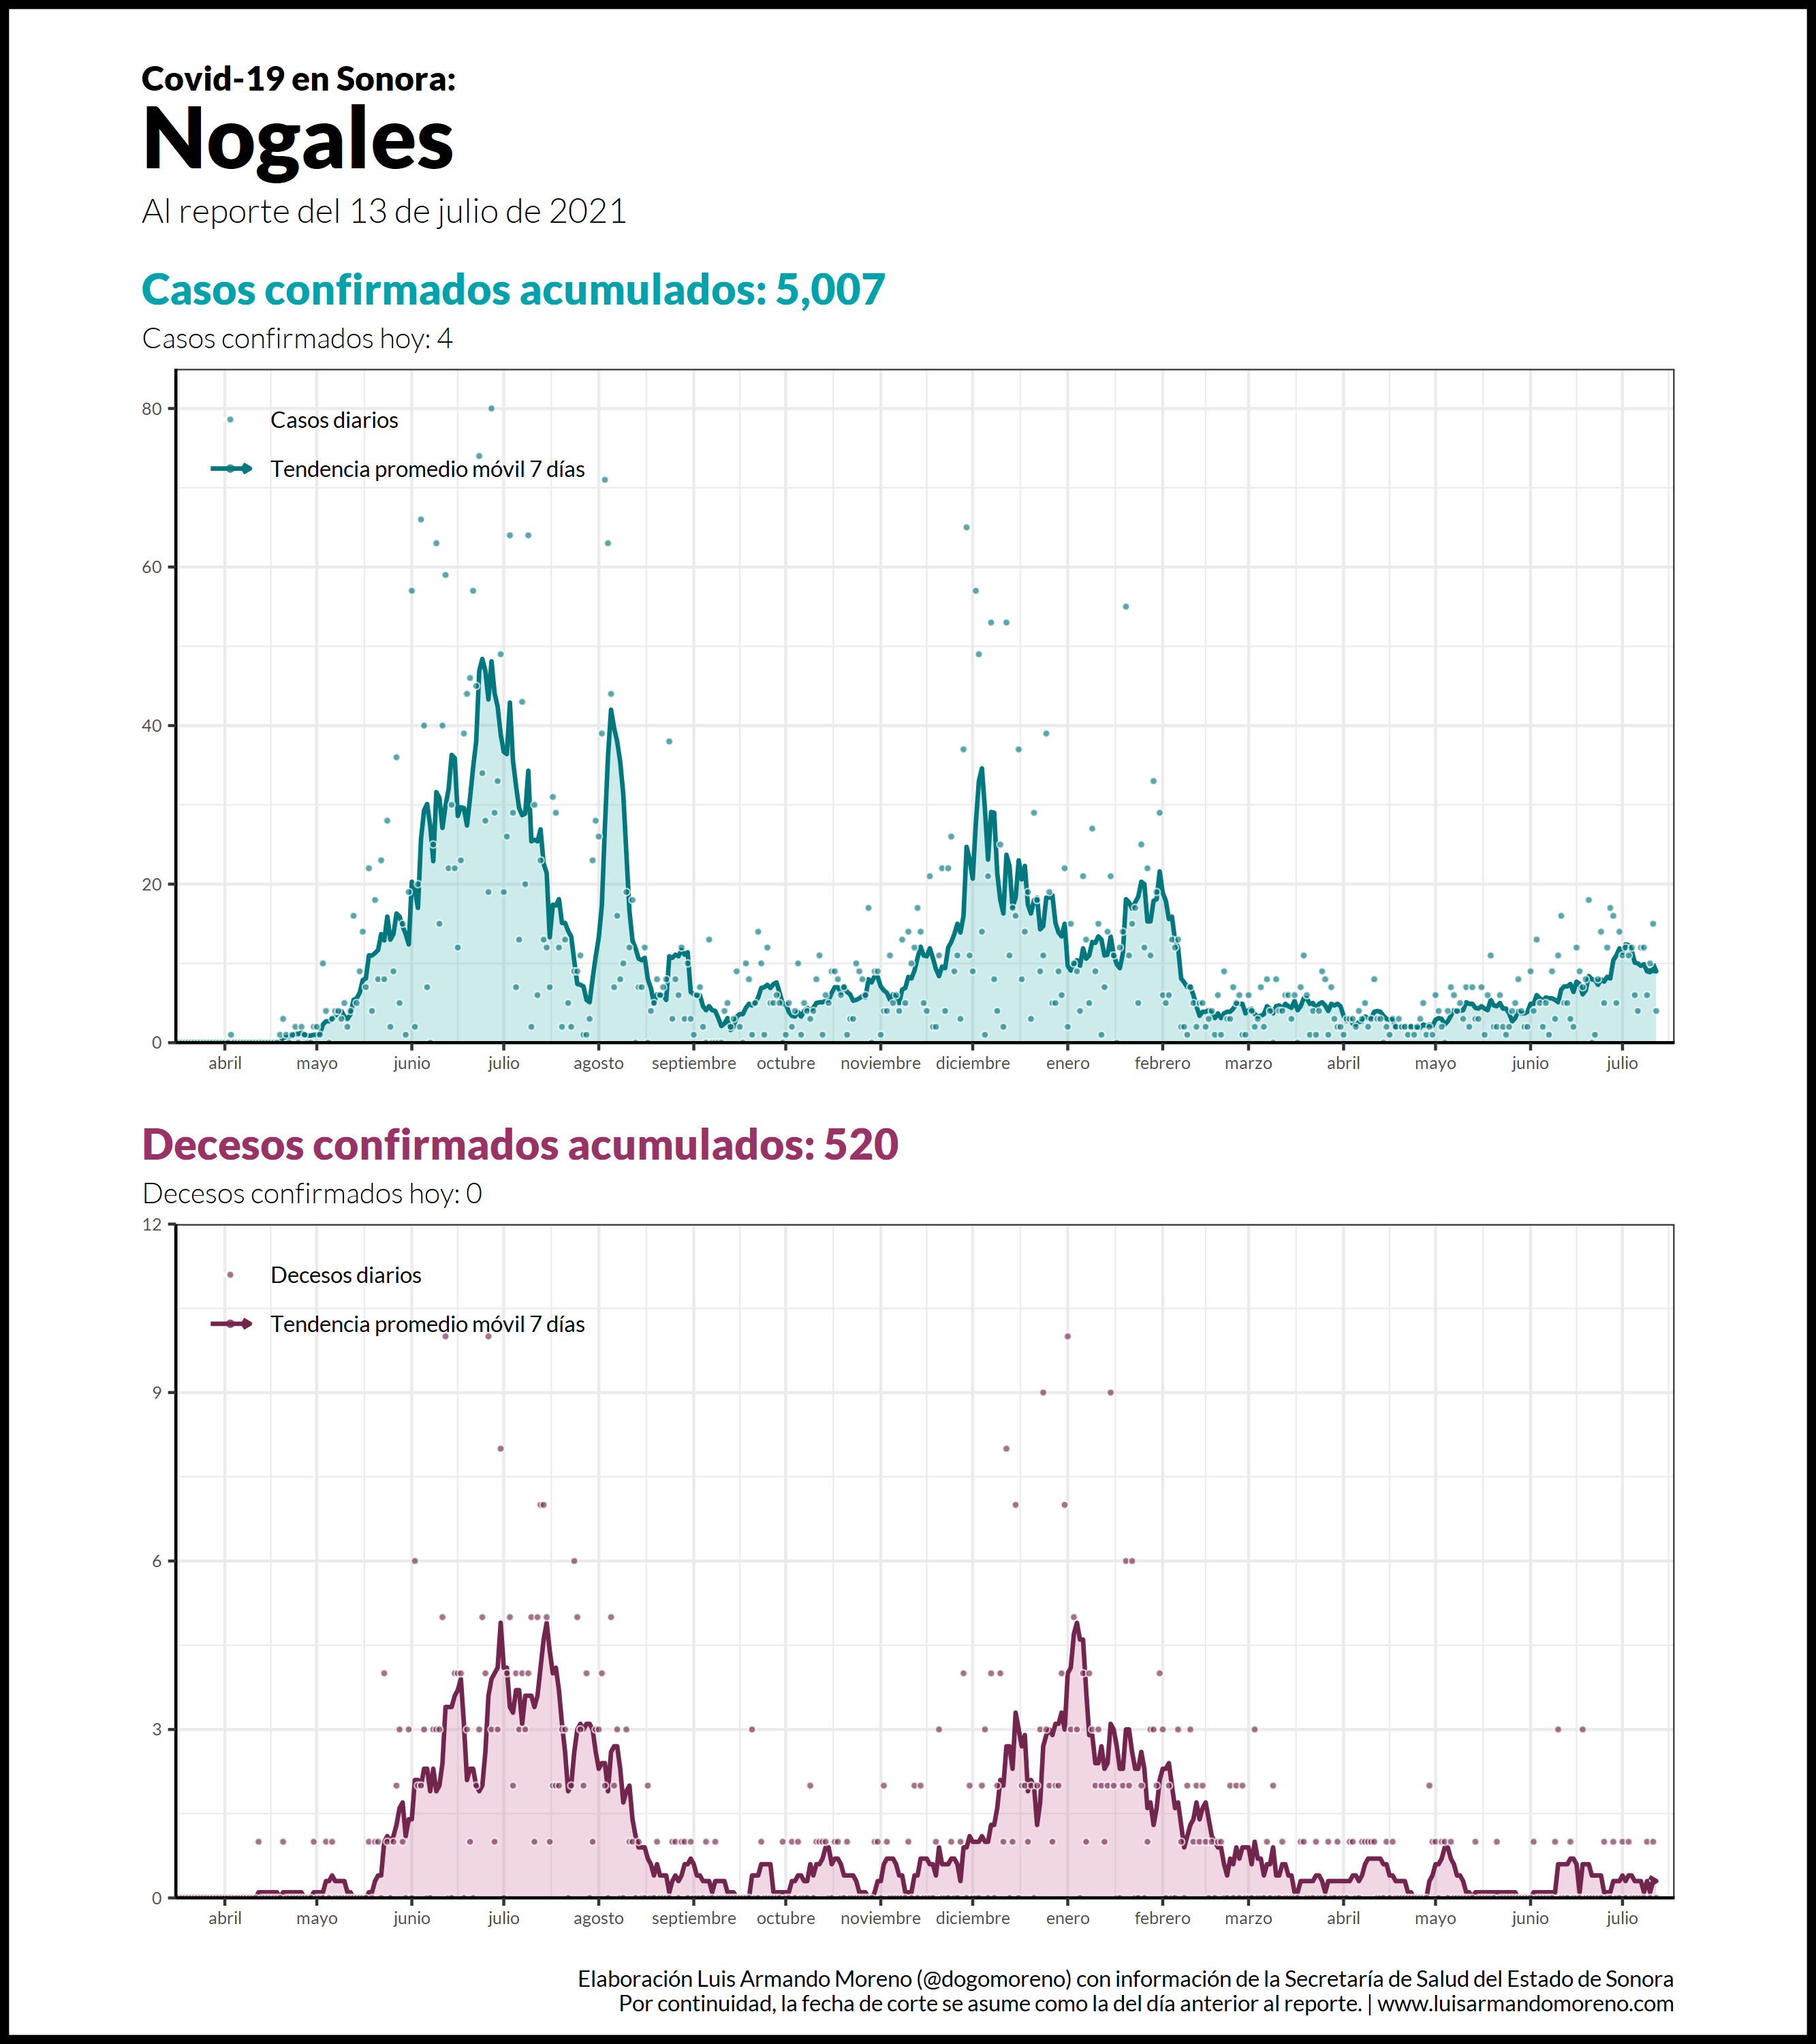 Covid-19 en Sonora:
Nogales
Al reporte del 13 de julio de 2021
Casos confirmados acumulados: 5,007
Casos confirmados hoy: 4
80
60
40
20
0
Casos diarios
Tendencia promedio móvil 7 días
abril mayo junio julio agosto septiembre octubre noviembre diciembre enero febrero marzo abril mayo junio julio
Decesos confirmados acumulados: 520
Decesos confirmados hoy: 0
12
9
6
3
0
Decesos diarios
Tendencia promedio móvil 7 días
abril mayo junio julio agosto septiembre octubre noviembre diciembre enero febrero marzo abril mayo junio julio
Elaboración Luis Armando Moreno (@dogomoreno) con información de la Secretaría de Salud del Estado de Sonora
Por continuidad, la fecha de corte se asume como la del día anterior al reporte. | www.luisarmandomoreno.com